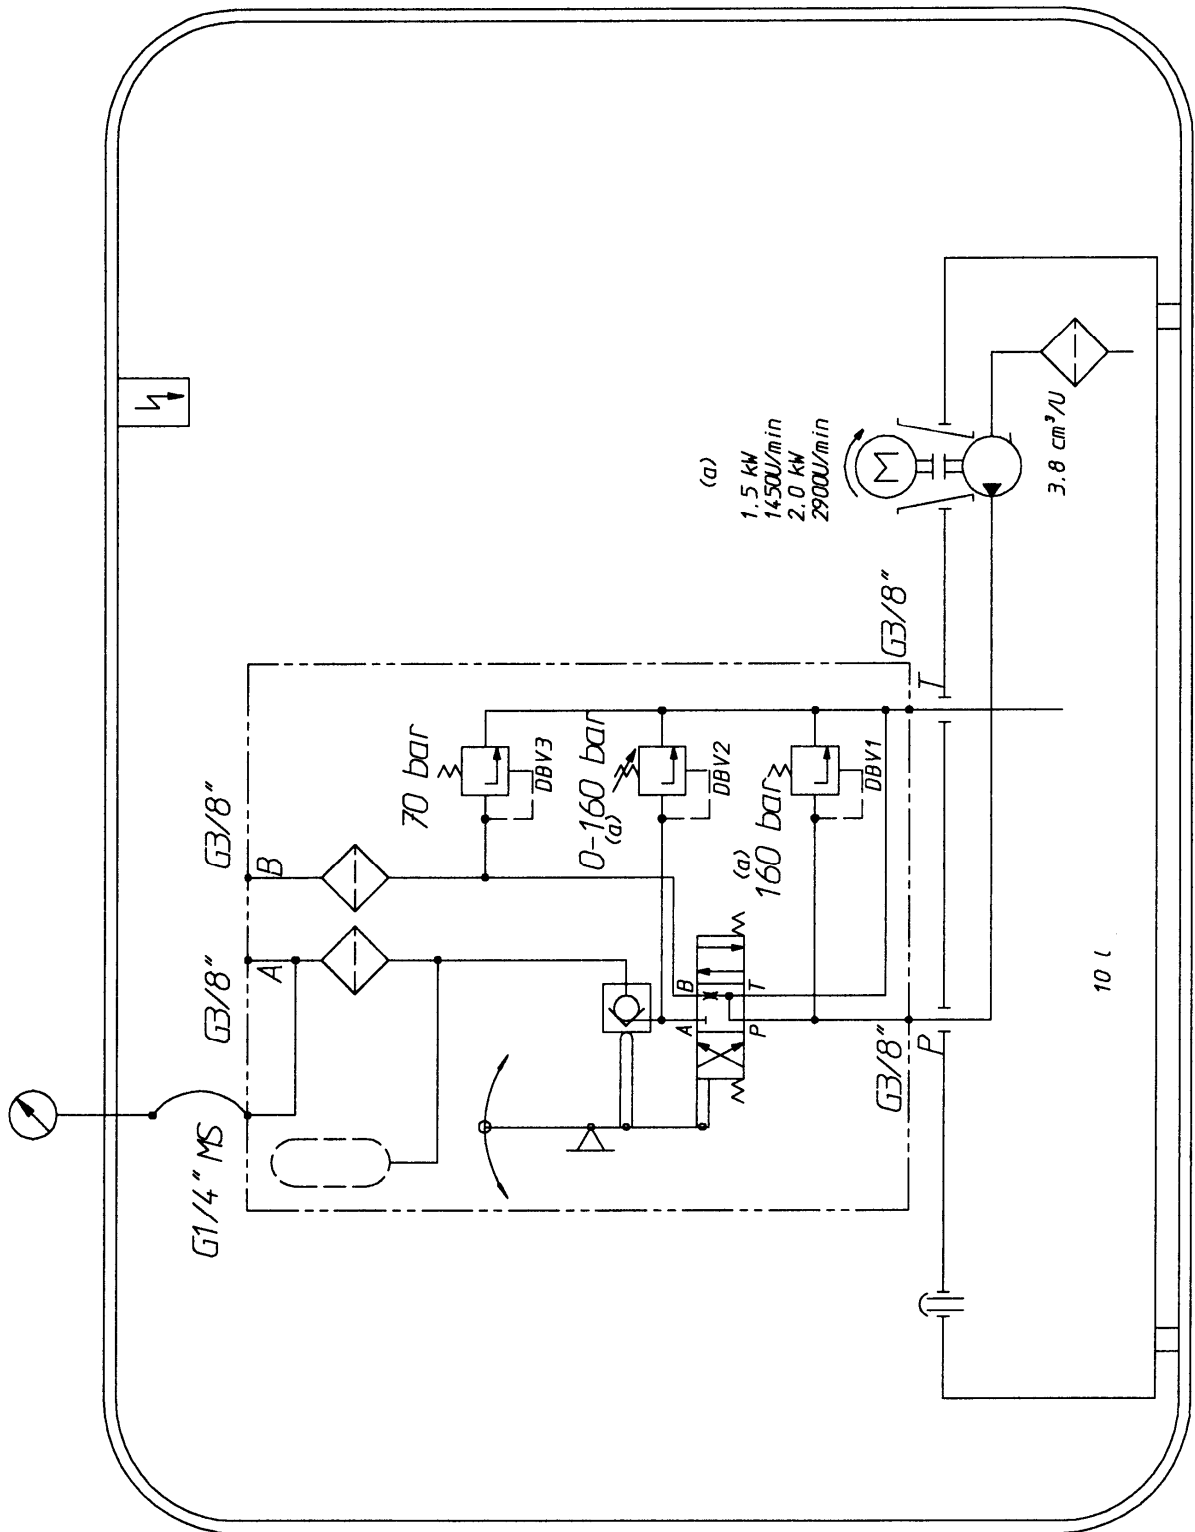 G1/4" MS
G3/8"
A
G3/8"
B
70 bar
DBV3
0-160 bar
(a)
DBV2
(a)
160 bar
DBV1
A
B
P
T
G3/8"
P
G3/8"
T
(a)
1.5 kW
1450U/min
2.0 kW
2900U/min
M
3.8 cm³/U
10 l